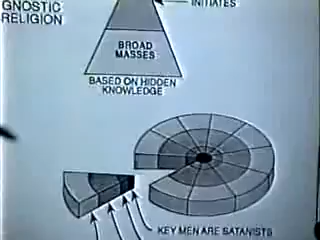 GNOSTIC
RELIGION
INITIATES
BROAD
MASSES
BASED ON HIDDEN
KNOWLEDGE
KEY MEN ARE SATANISTS